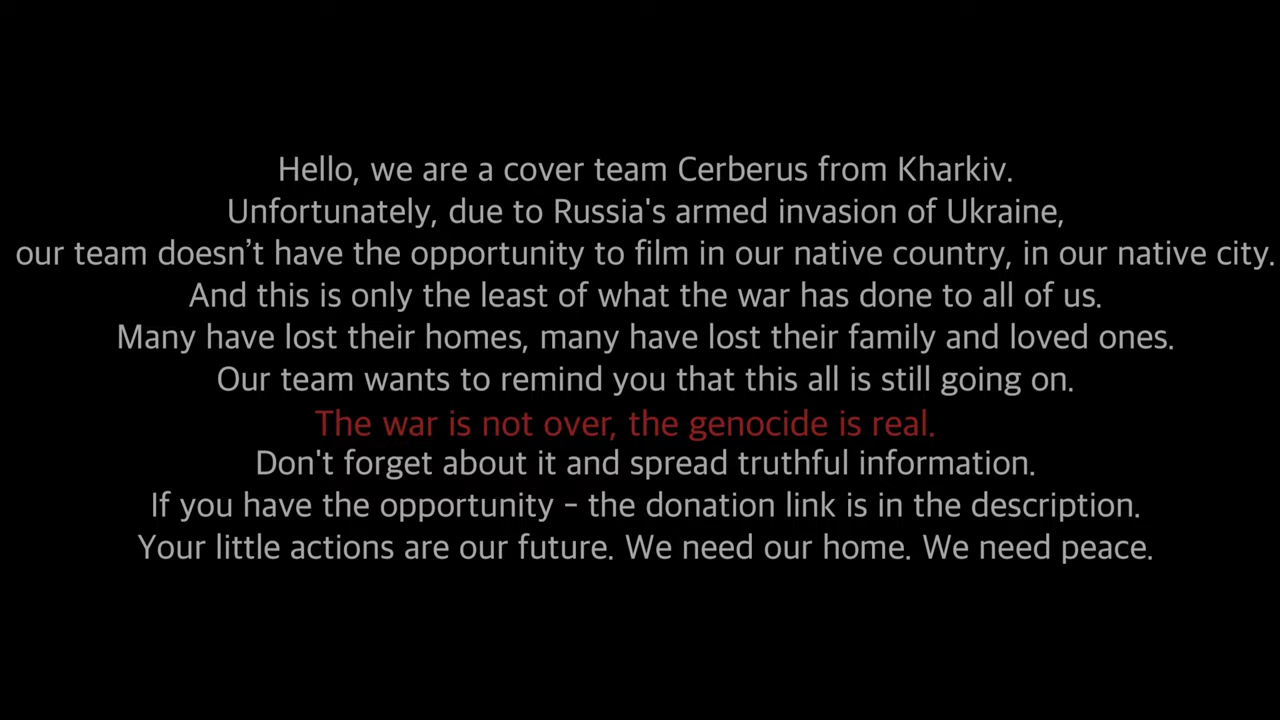 Hello, we are a cover team Cerberus from Kharkiv.
Unfortunately, due to Russia's armed invasion of Ukraine,
our team doesn’t have the opportunity to film in our native country, in our native city.
And this is only the least of what the war has done to all of us.
Many have lost their homes, many have lost their family and loved ones.
Our team wants to remind you that this all is still going on.
The war is not over, the genocide is real.
Don't forget about it and spread truthful information.
If you have the opportunity – the donation link is in the description.
Your little actions are our future. We need our home. We need peace.